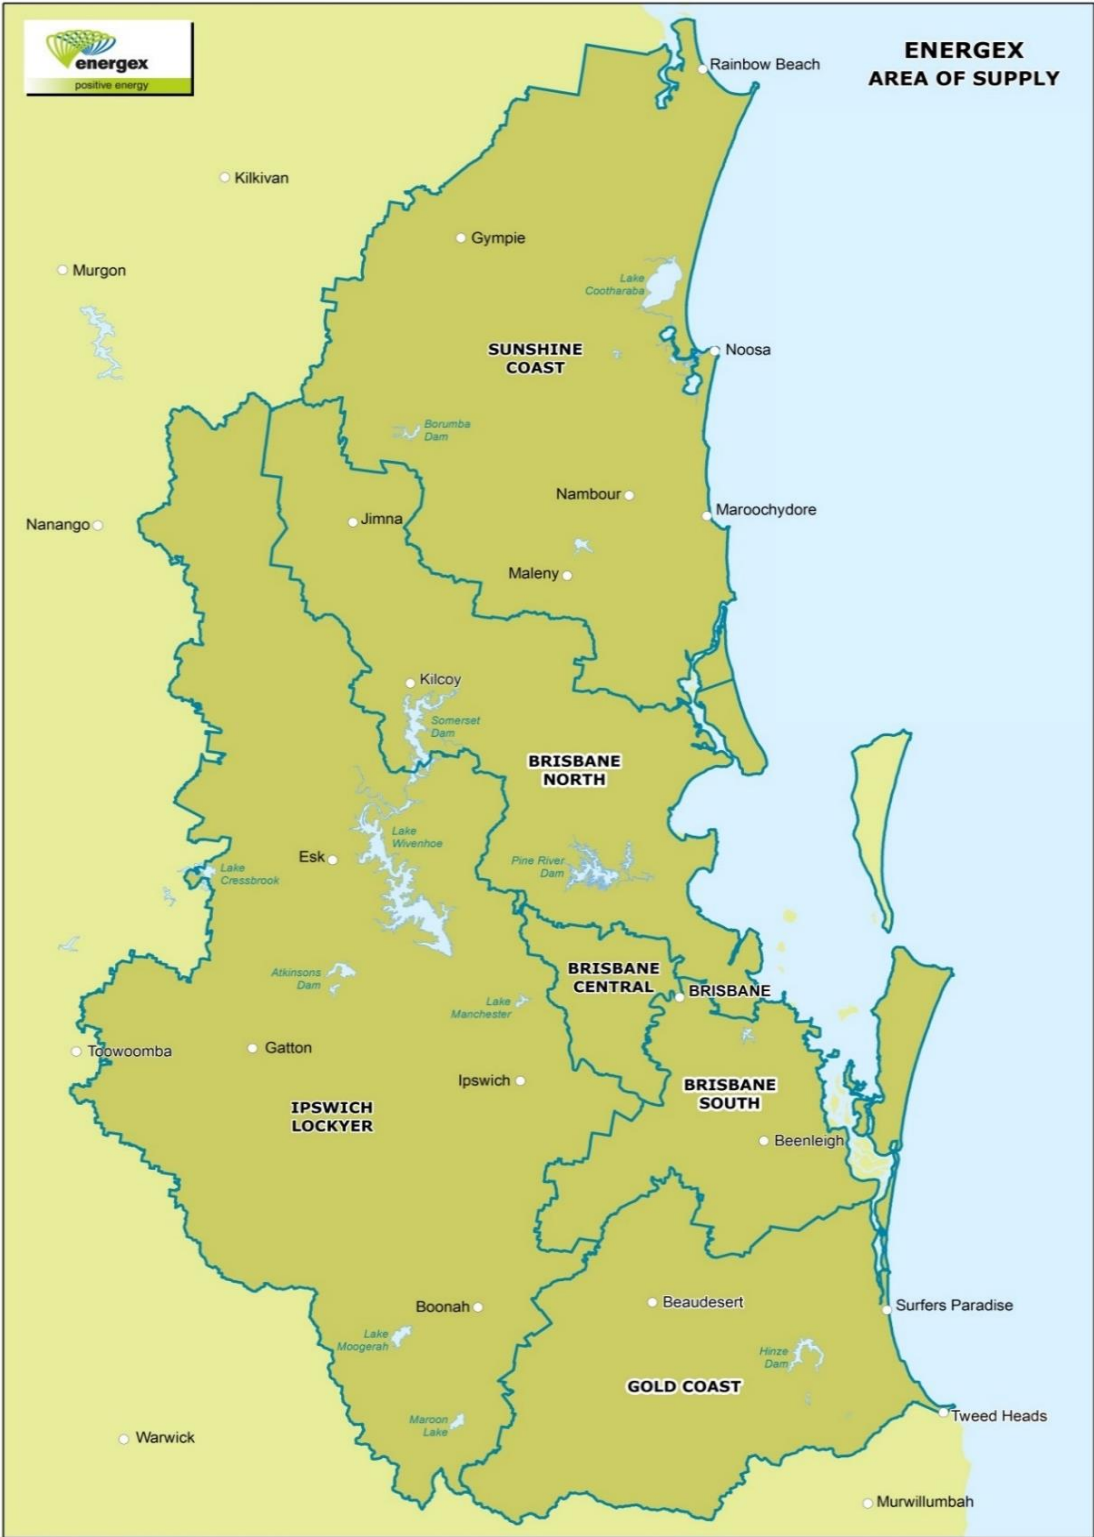 energex
positive energy
ENERGEX
AREA OF SUPPLY
Rainbow Beach
Kilkivan
Gympie
Murgon
Lake
Cootharaba
SUNSHINE
COAST
Noosa
Borumba
Dam
Nambour
Maroochydore
Jimna
Nanango
Maleny
Kilcoy
Somerset
Dam
BRISBANE
NORTH
Lake
Wivenhoe
Esk
Lake
Cressbrook
Pine River
Dam
BRISBANE
CENTRAL
BRISBANE
Atkinsons
Dam
Lake
Manchester
Toowoomba
Gatton
Ipswich
BRISBANE
SOUTH
IPSWICH
LOCKYER
Beenleigh
Boonah
Beaudesert
Surfers Paradise
Lake
Moogerah
Hinze
Dam
GOLD COAST
Maroon
Lake
Tweed Heads
Warwick
Murwillumbah